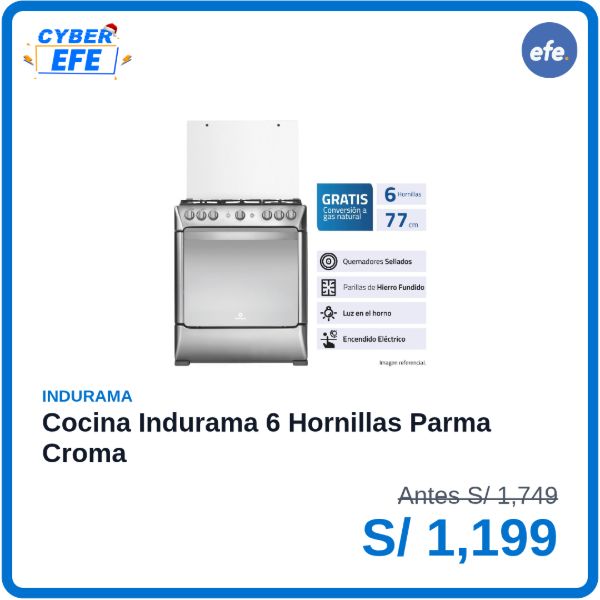 CYBER
EFE
efe.
GRATIS
Conversión a
gas natural
6 Hornillas
77 cm
Quemadores Sellados
Parillas de Hierro Fundido
Luz en el horno
Encendido Eléctrico
Imagen referencial.
INDURAMA
Cocina Indurama 6 Hornillas Parma
Croma
Antes S/ 1,749
S/ 1,199